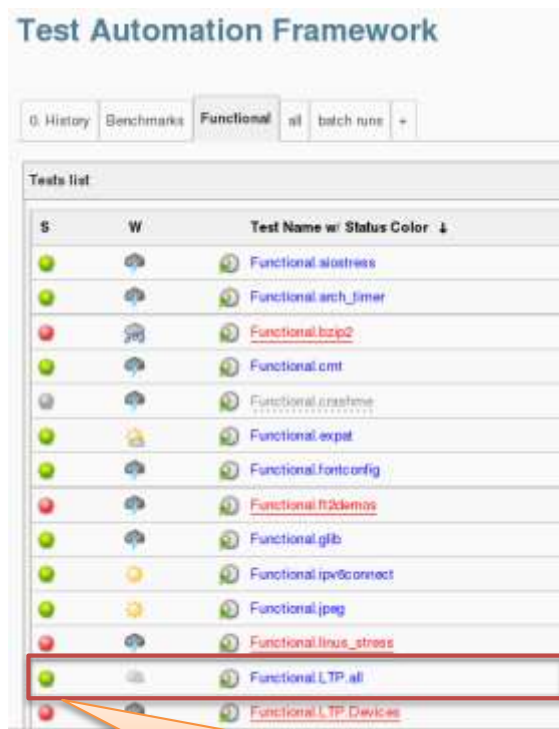 Test Automation Framework
0. History Benchmarks Functional all batch runs +
Tests list
S W Test Name w/ Status Color ↓
Functional.aiostress
Functional.arch_timer
Functional.bzip2
Functional.cmt
Functional.crashme
Functional.expat
Functional.fontconfig
Functional.ft2demos
Functional.glib
Functional.ipv6connect
Functional.jpeg
Functional.linus_stress
Functional.LTP.all
Functional.LTP.Devices